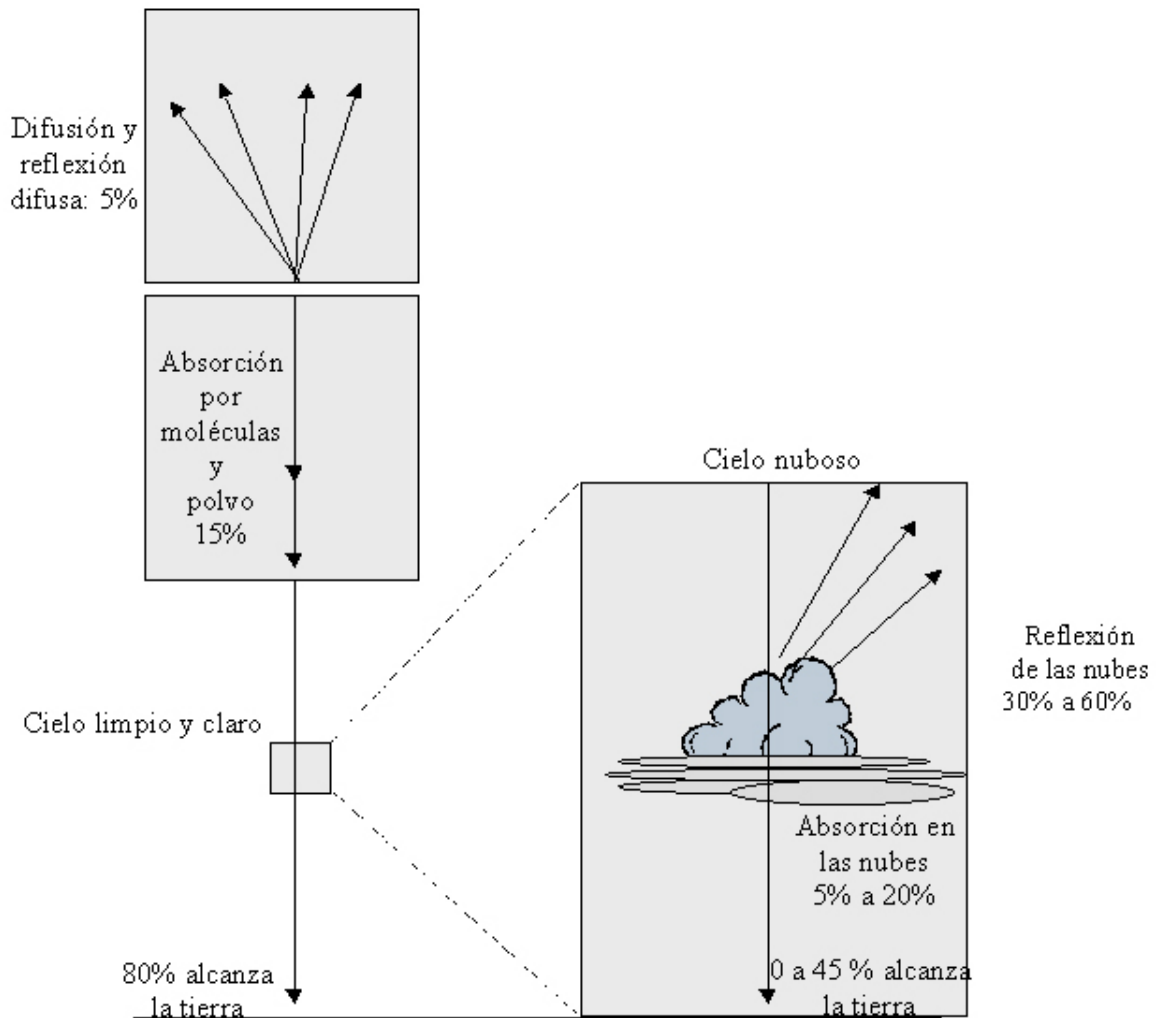 Difusión y
reflexión
difusa: 5%
Absorción
por
moléculas
y
polvo
15%
Cielo nuboso
Reflexión
de las nubes
30% a 60%
Cielo limpio y claro
Absorción en
las nubes
5% a 20%
80% alcanza
la tierra
0 a 45 % alcanza
la tierra